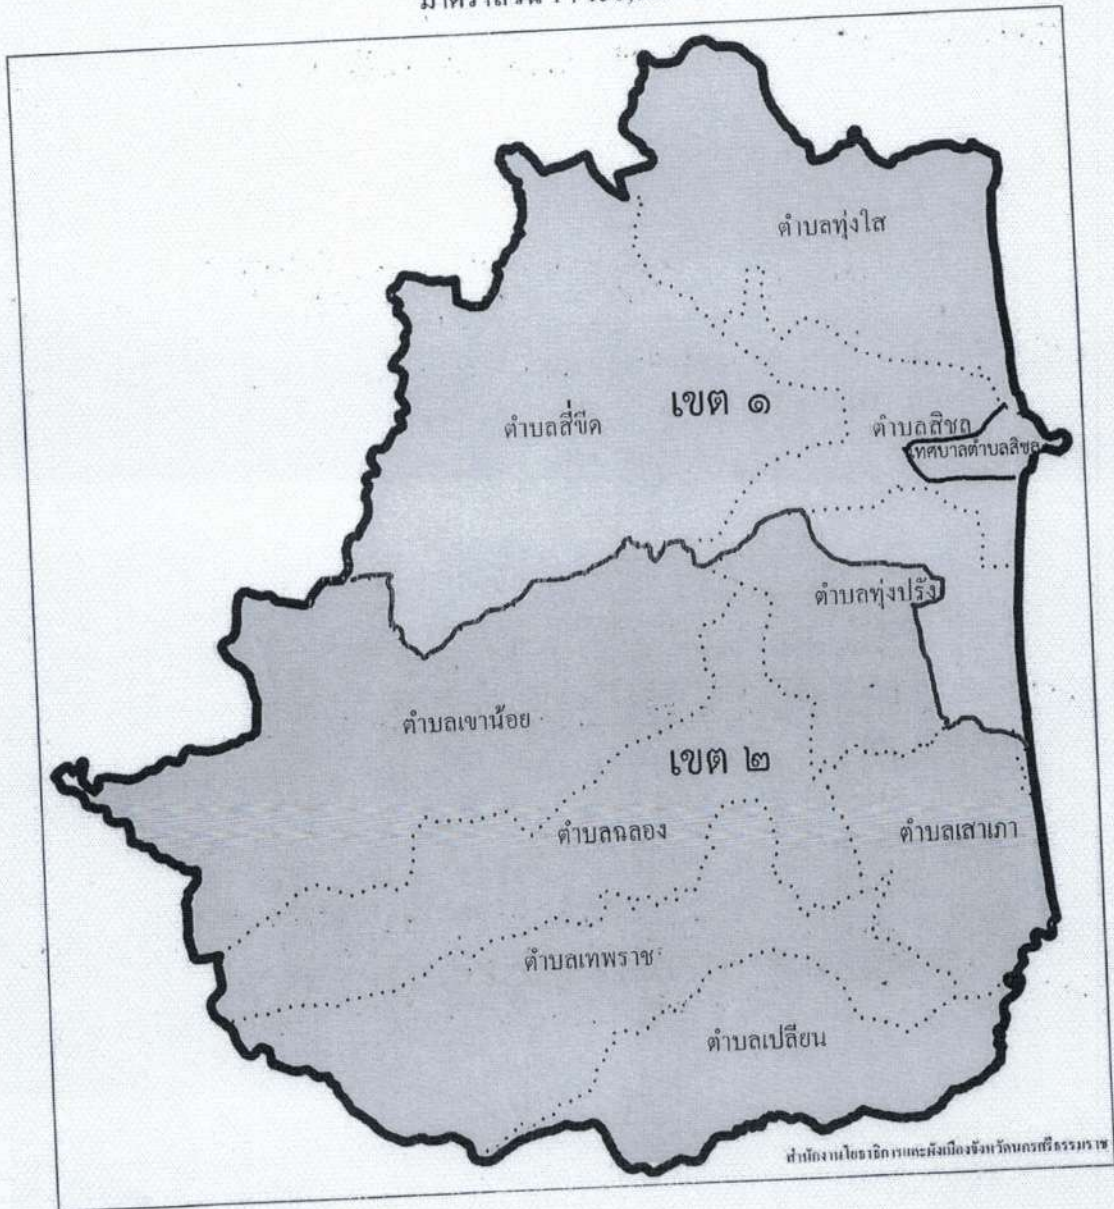 ตำบลทุ่งใส
เขต ๑
ตำบลสี่ขีด
ตำบลสิชล
เทศบาลตำบลสิชล
ตำบลทุ่งปรัง
ตำบลเขาน้อย
เขต ๒
ตำบลฉลอง
ตำบลเสาเภา
ตำบลเทพราช
ตำบลเปลี่ยน
สำนักงานโยธาธิการและผังเมืองจังหวัดนครศรีธรรมราช